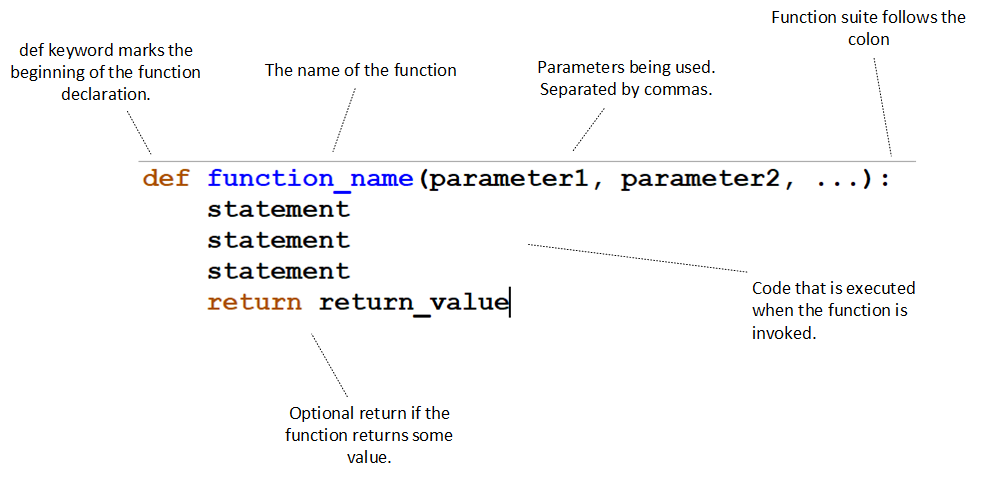 Function suite follows the
colon
def keyword marks the
beginning of the function
declaration.
The name of the function
Parameters being used.
Separated by commas.
def function_name(parameter1, parameter2, ...):
statement
statement
statement
return return_value
Code that is executed
when the function is
invoked.
Optional return if the
function returns some
value.